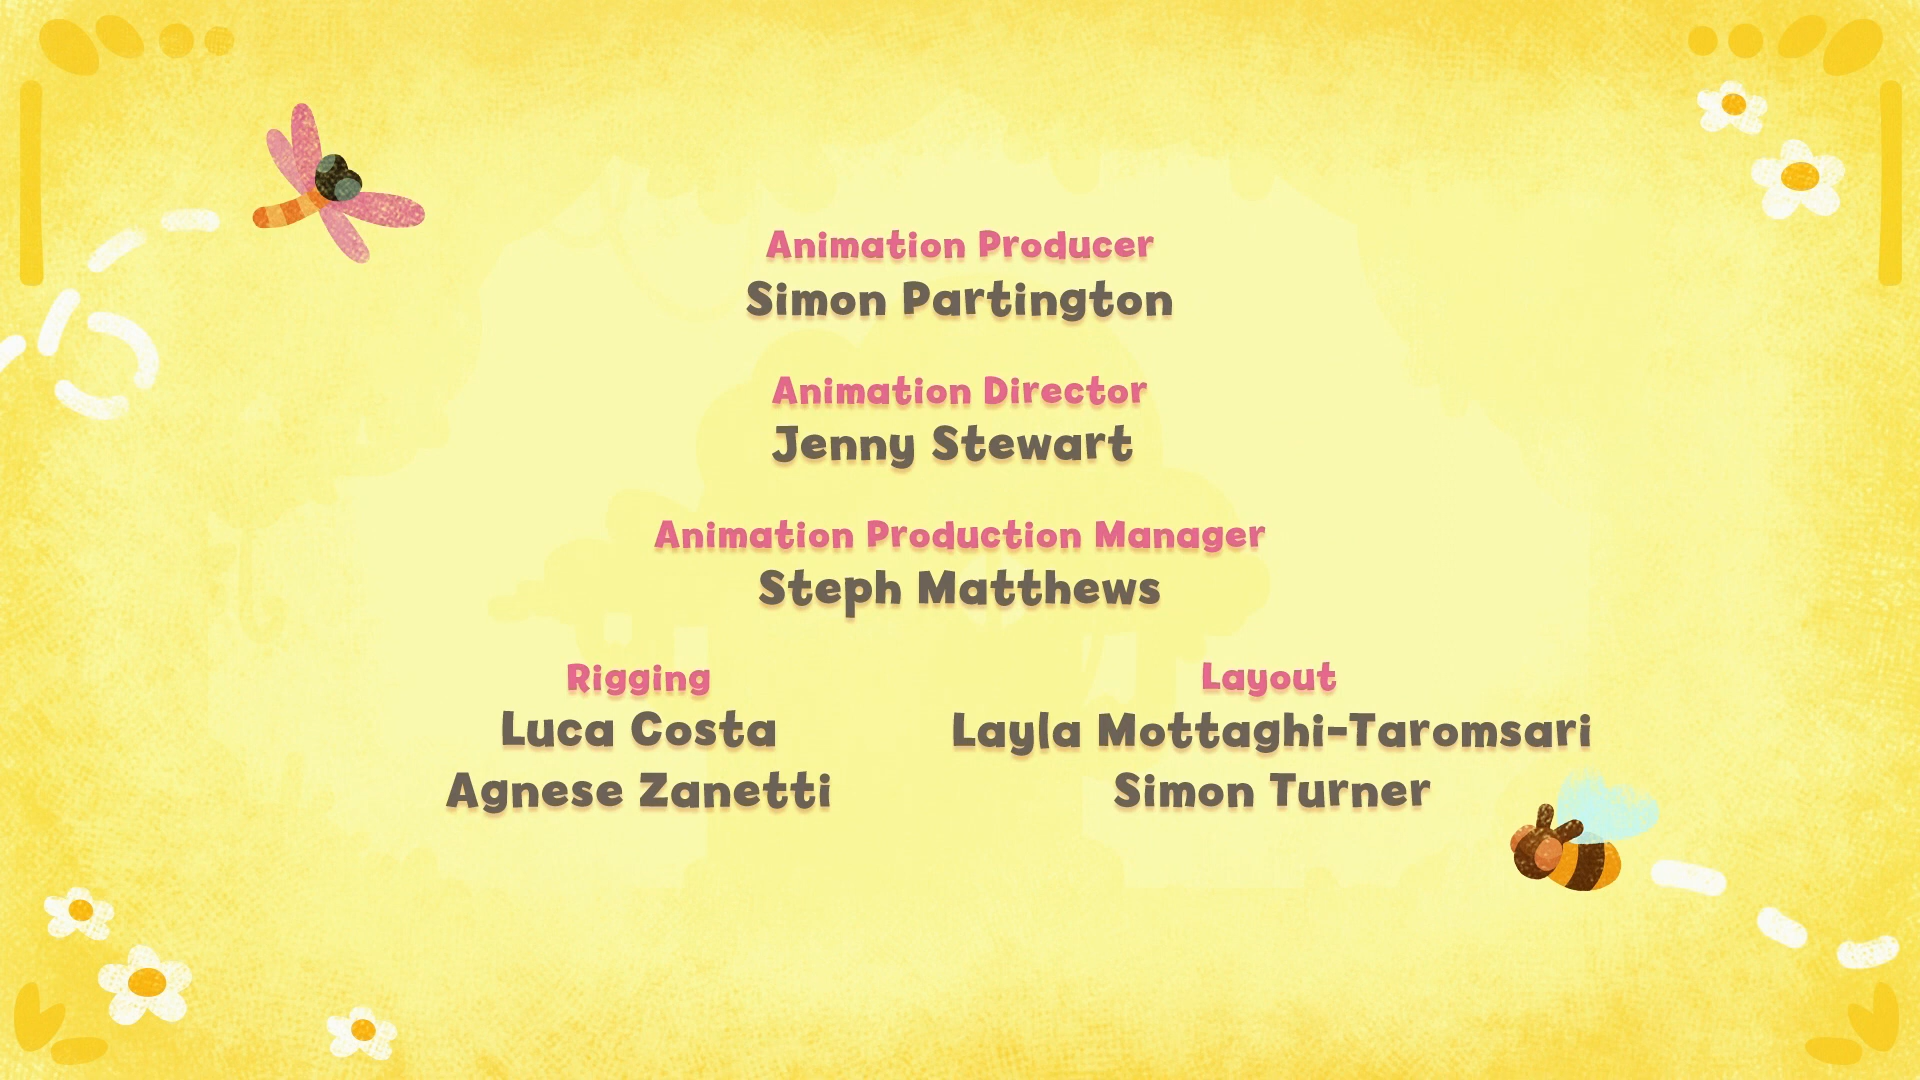 Animation Producer
Simon Partington
Animation Director
Jenny Stewart
Animation Production Manager
Steph Matthews
Rigging
Luca Costa
Agnese Zanetti
Layout
Layla Mottaghi-Taromsari
Simon Turner